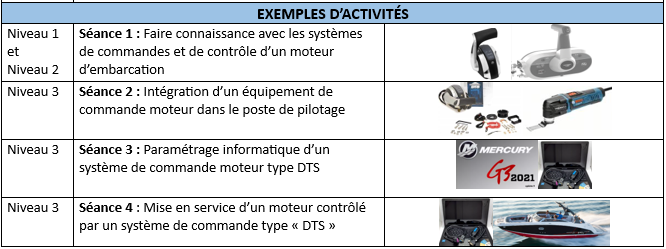 EXEMPLES D’ACTIVITÉS
Niveau 1
et
Niveau 2
Séance 1 : Faire connaissance avec les systèmes
de commandes et de contrôle d’un moteur
d’embarcation
Niveau 3
Séance 2 : Intégration d’un équipement de
commande moteur dans le poste de pilotage
Niveau 3
Séance 3 : Paramétrage informatique d’un
système de commande moteur type DTS
MERCURY
G3 2021
Niveau 3
Séance 4 : Mise en service d’un moteur contrôlé
par un système de commande type « DTS »